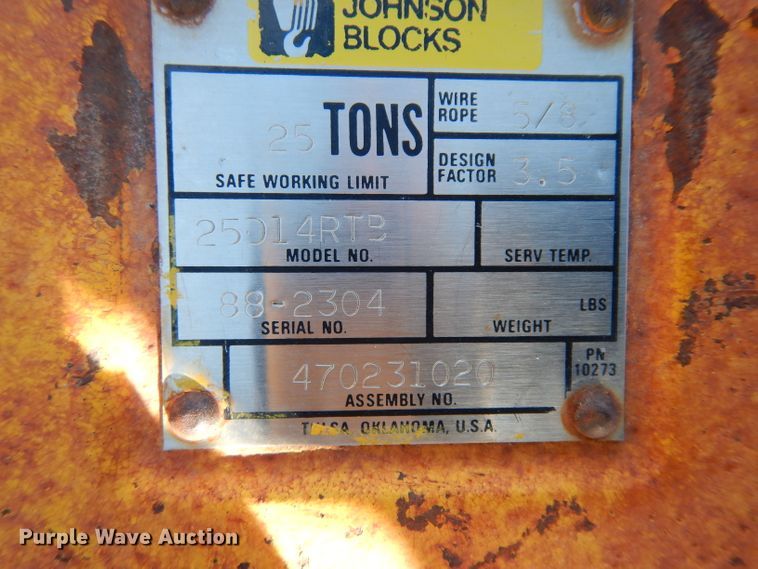 JOHNSON
BLOCKS
25 TONS
SAFE WORKING LIMIT
WIRE
ROPE 5/8
DESIGN
FACTOR 3.5
25D14RTB
MODEL NO.
SERV TEMP.
88-2304
SERIAL NO.
LBS
WEIGHT
470231020
ASSEMBLY NO.
PN
10273
TULSA, OKLAHOMA, U.S.A.
Purple Wave Auction